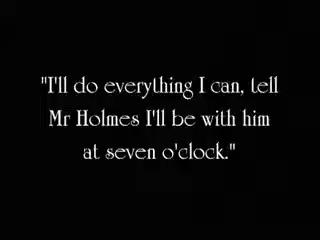 "I'll do everything I can, tell
Mr Holmes I'll be with him
at seven o'clock."